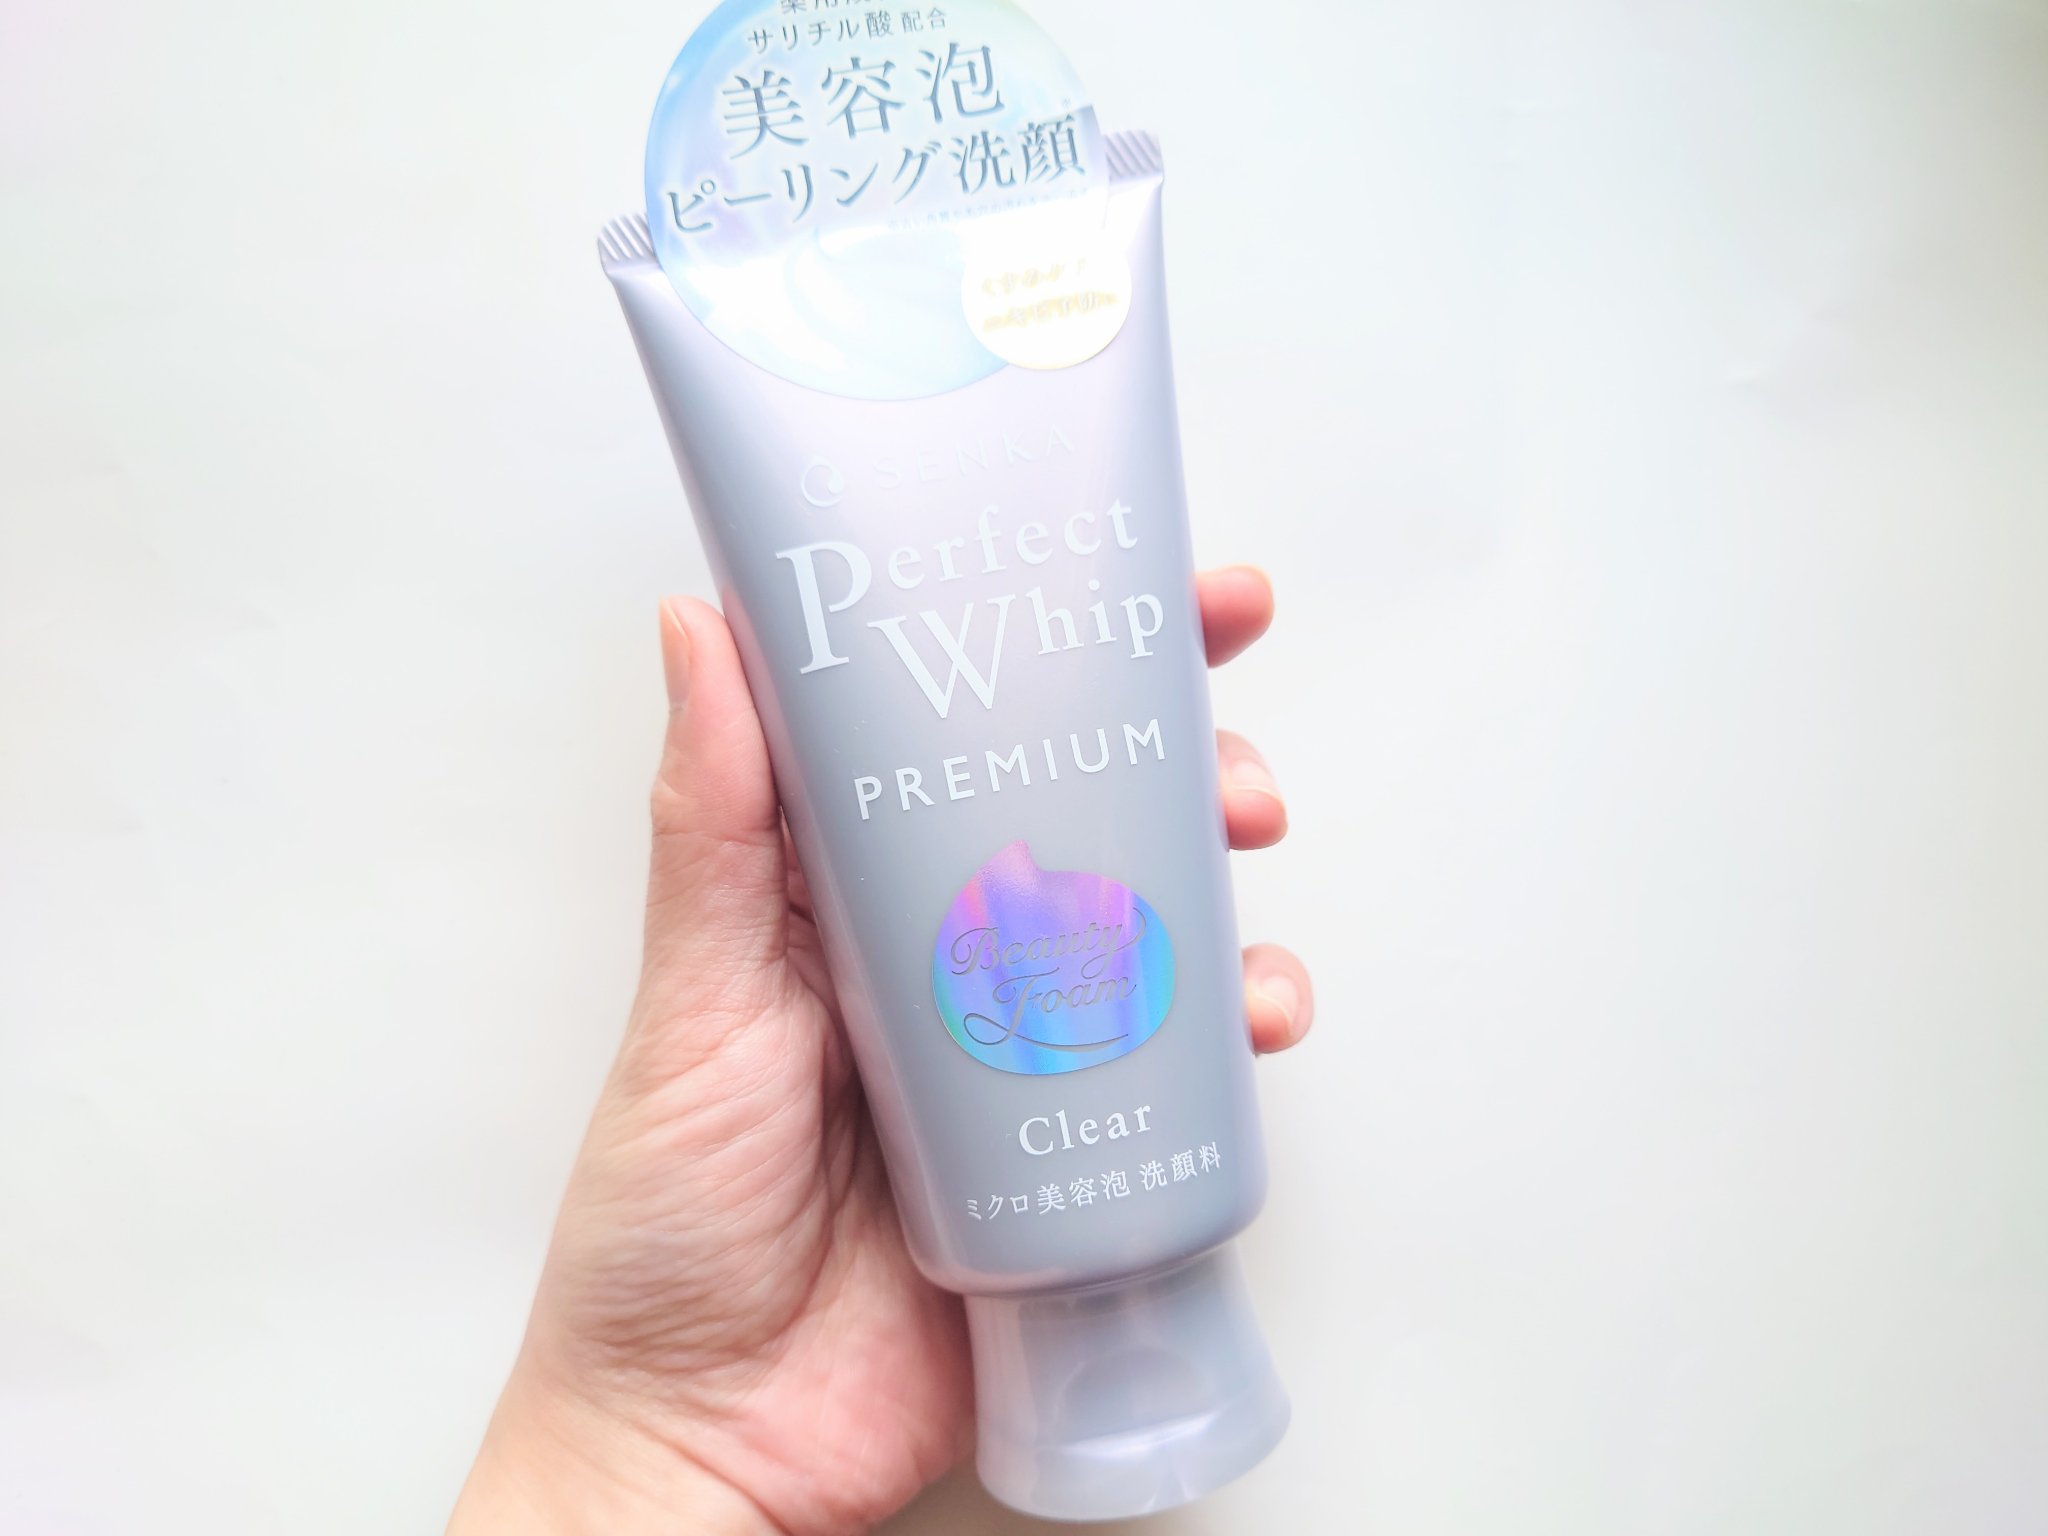 サリチル酸 配合
美容泡
ピーリング洗顔※
SENKA
Perfect
Whip
PREMIUM
Beauty
Foam
Clear
ミクロ美容泡 洗顔料